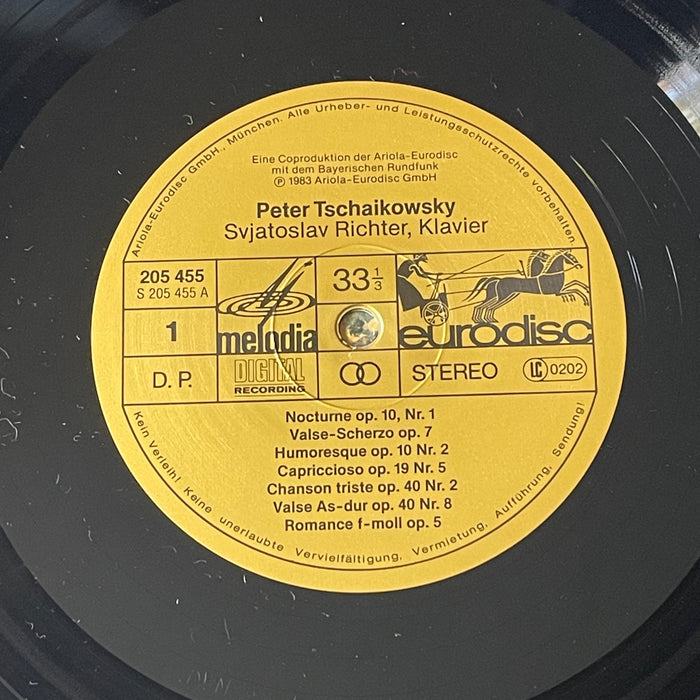 Ariola-Eurodisc GmbH., München. Alle Urheber- und Leistungsschutzrechte vorbehalten.
Eine Coproduktion der Ariola-Eurodisc
mit dem Bayerischen Rundfunk
Ⓟ 1983 Ariola-Eurodisc GmbH
Peter Tschaikowsky
Svjatoslav Richter, Klavier
205 455
S 205 455 A
33 1/3
1
melodia
eurodisc
D. P.
DIGITAL
RECORDING
STEREO
LC 0202
Nocturne op. 10, Nr. 1
Valse-Scherzo op. 7
Humoresque op. 10 Nr. 2
Capriccioso op. 19 Nr. 5
Chanson triste op. 40 Nr. 2
Valse As-dur op. 40 Nr. 8
Romance f-moll op. 5
Kein Verleih! Keine unerlaubte Vervielfältigung, Vermietung, Aufführung, Sendung!